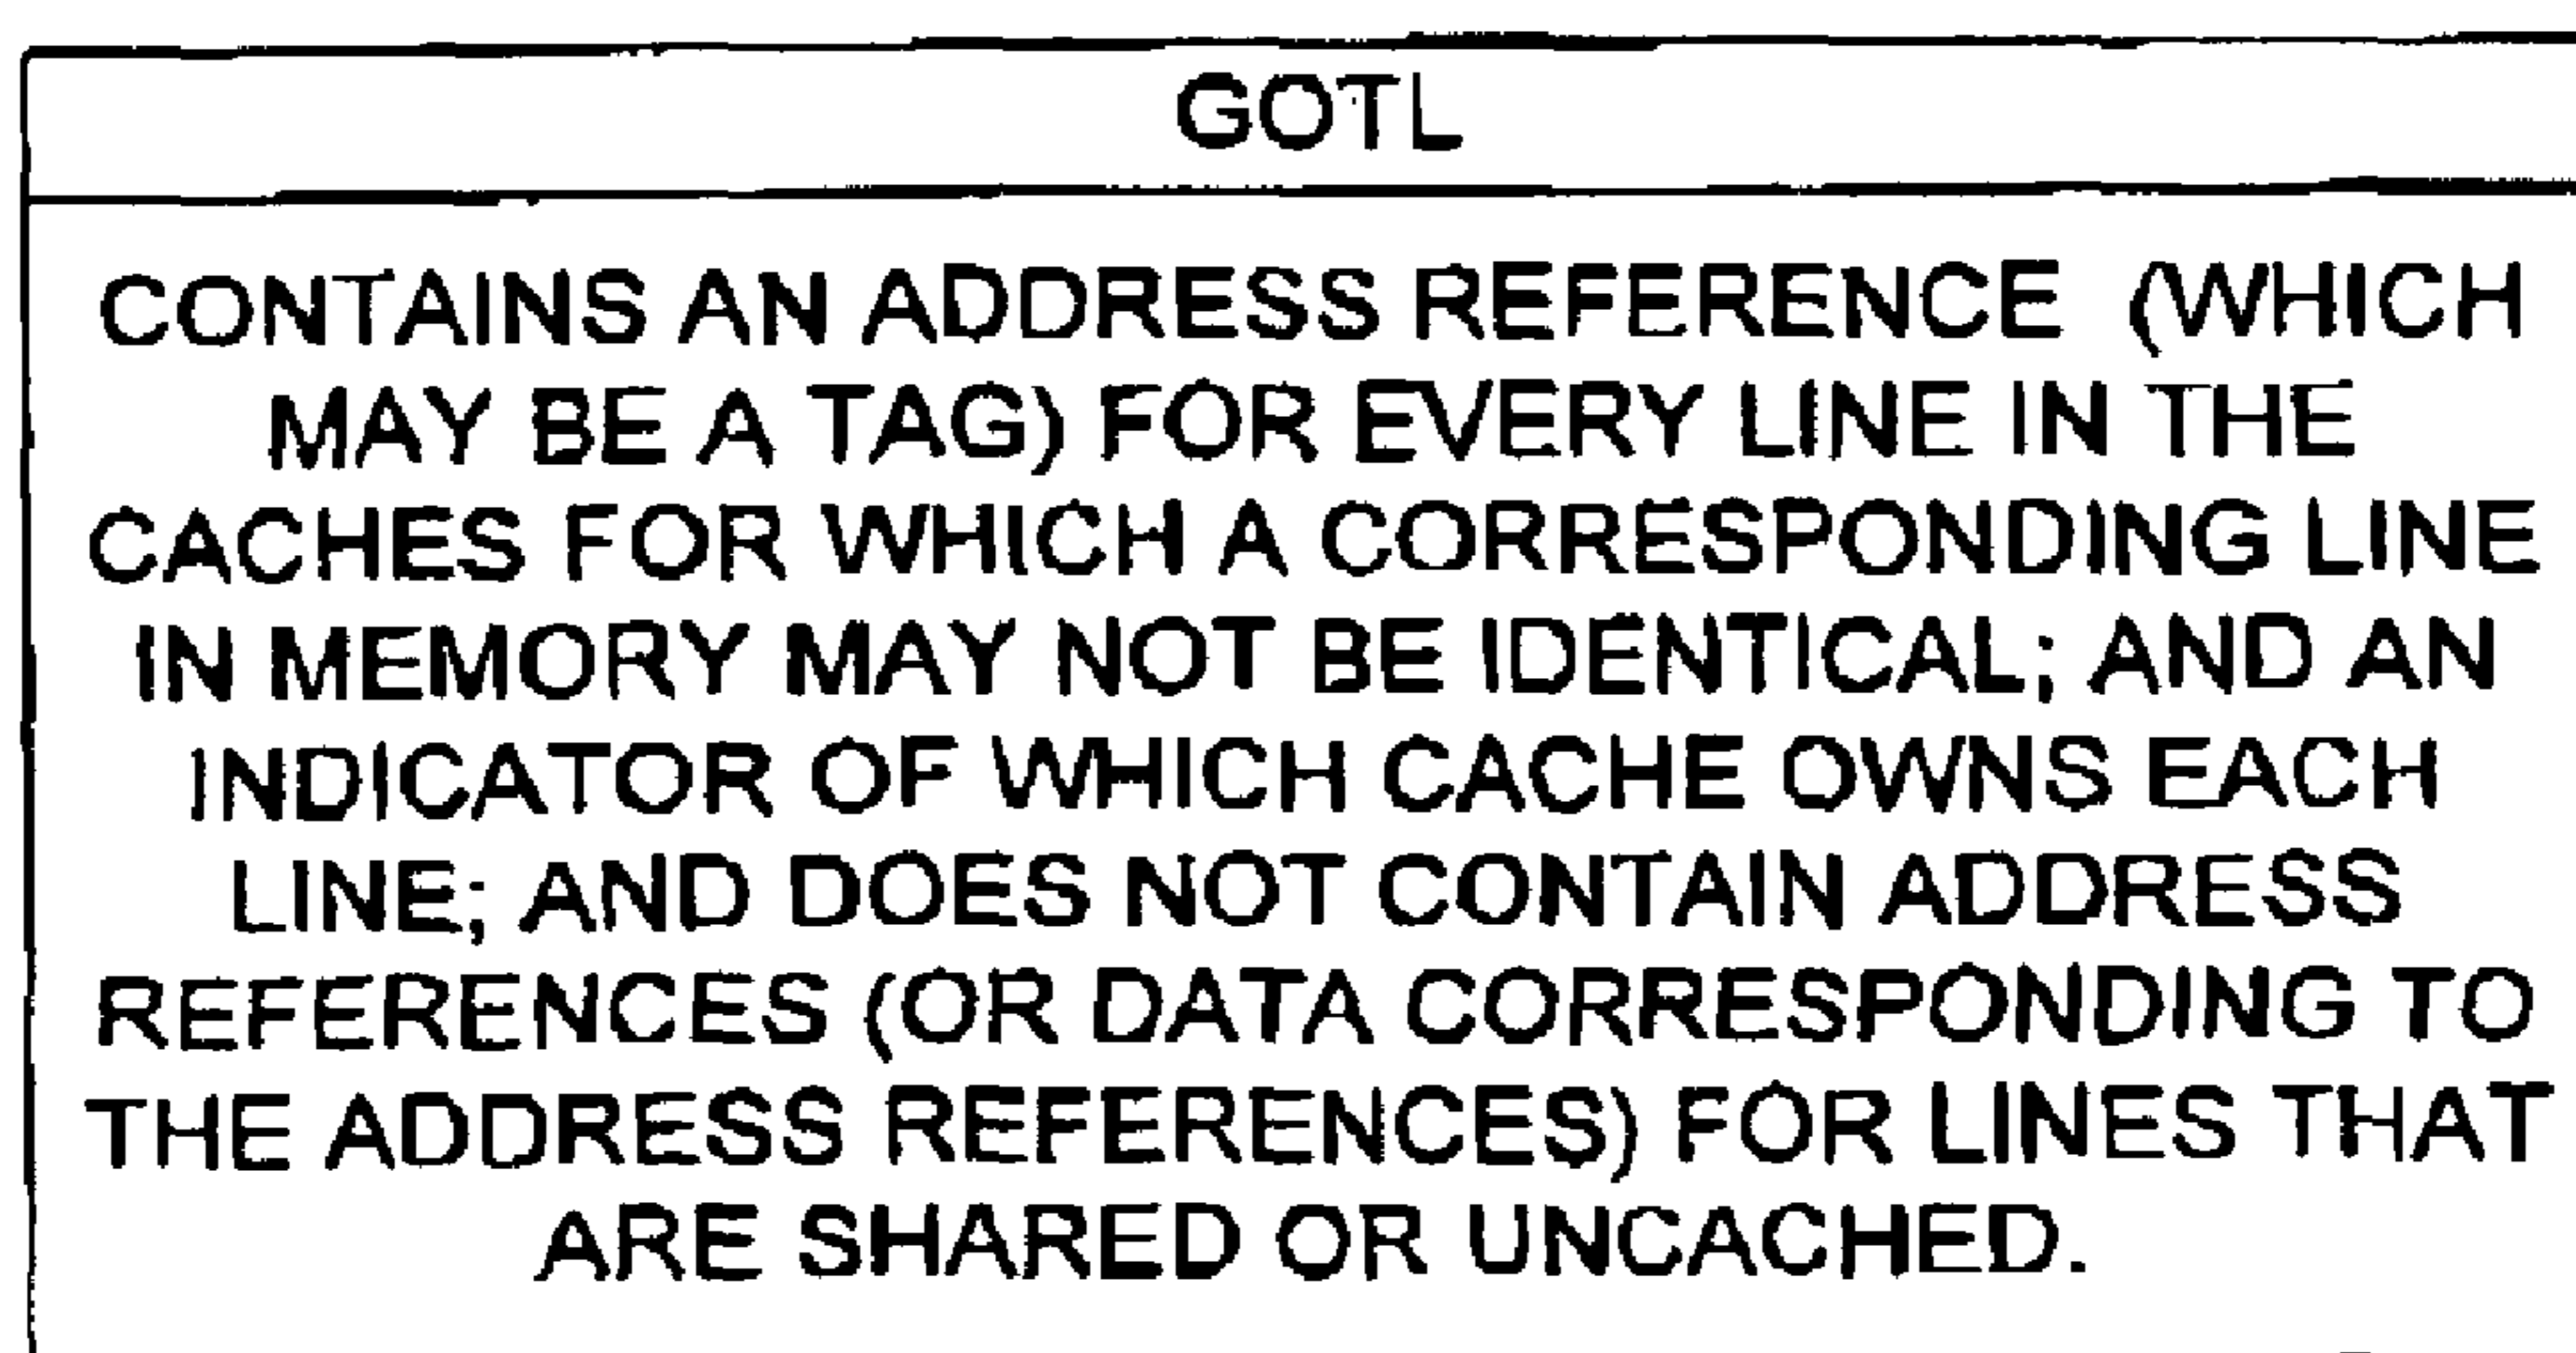 GOTL
CONTAINS AN ADDRESS REFERENCE (WHICH
MAY BE A TAG) FOR EVERY LINE IN THE
CACHES FOR WHICH A CORRESPONDING LINE
IN MEMORY MAY NOT BE IDENTICAL; AND AN
INDICATOR OF WHICH CACHE OWNS EACH
LINE; AND DOES NOT CONTAIN ADDRESS
REFERENCES (OR DATA CORRESPONDING TO
THE ADDRESS REFERENCES) FOR LINES THAT
ARE SHARED OR UNCACHED.